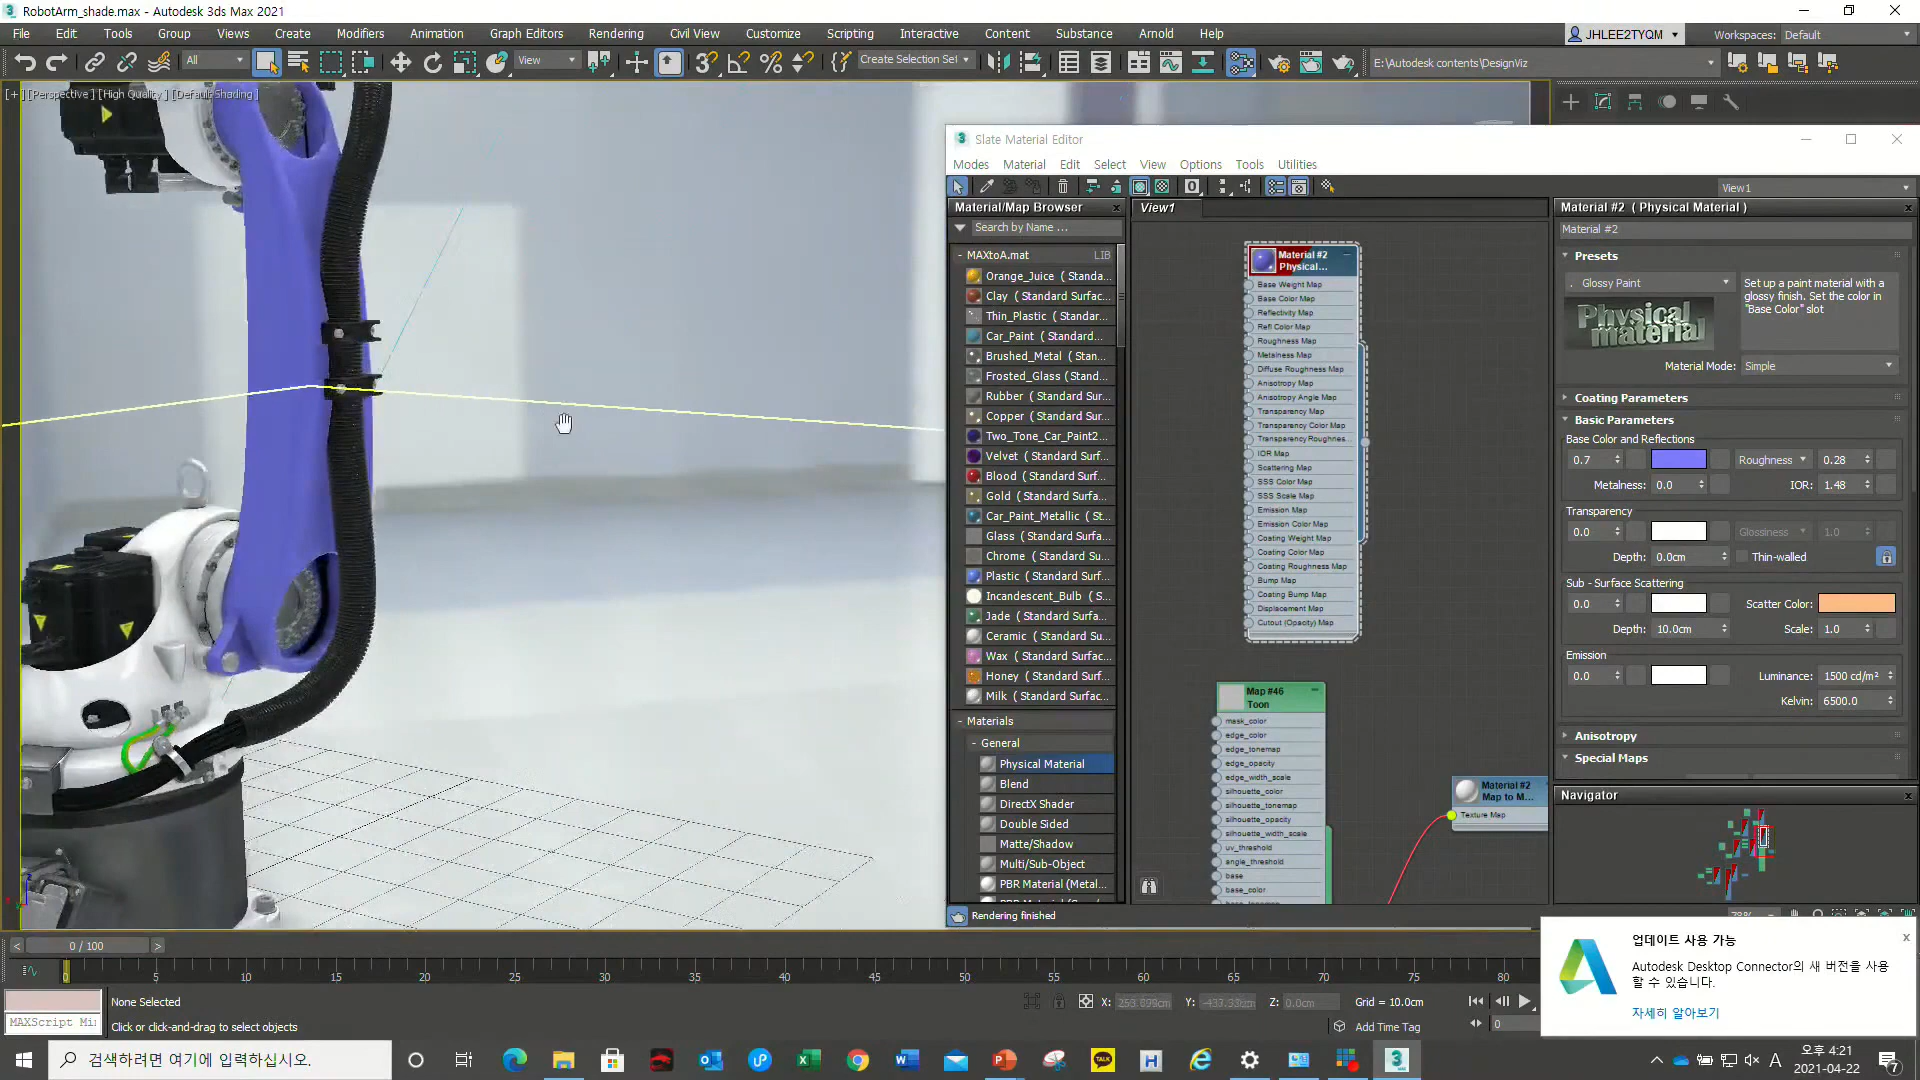 RobotArm_shade.max - Autodesk 3ds Max 2021
File Edit Tools Group Views Create Modifiers Animation Graph Editors Rendering Civil View Customize Scripting Interactive Content Substance Arnold Help
JHLEE2TYQM
Workspaces: Default
All
View
Create Selection Set
E:\Autodesk contents\DesignViz
[+] [Perspective] [High Quality] [Default Shading]
Slate Material Editor
Modes Material Edit Select View Options Tools Utilities
View1
Material/Map Browser
Search by Name ...
- MAXtoA.mat LIB
Orange_Juice ( Standa...
Clay ( Standard Surfac...
Thin_Plastic ( Standar...
Car_Paint ( Standard...
Brushed_Metal ( Stan...
Frosted_Glass ( Stand...
Rubber ( Standard Sur...
Copper ( Standard Sur...
Two_Tone_Car_Paint2...
Velvet ( Standard Surf...
Blood ( Standard Surf...
Gold ( Standard Surf...
Car_Paint_Metallic ( St...
Glass ( Standard Surf...
Chrome ( Standard Surf...
Plastic ( Standard Surf...
Incandescent_Bulb ( S...
Jade ( Standard Surfa...
Ceramic ( Standard Su...
Wax ( Standard Surfac...
Honey ( Standard Surf...
Milk ( Standard Surfac...
- Materials
- General
Physical Material
Blend
DirectX Shader
Double Sided
Matte/Shadow
Multi/Sub-Object
PBR Material (Metal...
Rendering finished
View1
Material #2
Physical...
Base Weight Map
Base Color Map
Reflectivity Map
Refl Color Map
Roughness Map
Metalness Map
Diffuse Roughness Map
Anisotropy Map
Anisotropy Angle Map
Transparency Map
Transparency Color Map
Transparency Roughnes...
IOR Map
Scattering Map
SSS Color Map
SSS Scale Map
Emission Map
Emission Color Map
Coating Weight Map
Coating Color Map
Coating Roughness Map
Bump Map
Coating Bump Map
Displacement Map
Cutout (Opacity) Map
Map #46
Toon
mask_color
edge_color
edge_tonemap
edge_opacity
edge_width_scale
silhouette_color
silhouette_tonemap
silhouette_opacity
silhouette_width_scale
uv_threshold
angle_threshold
base
base_color
Material #2
Map to M...
Texture Map
Material #2 ( Physical Material )
Material #2
Presets
. Glossy Paint
Set up a paint material with a
glossy finish. Set the color in
"Base Color" slot
Physical
material
Material Mode: Simple
Coating Parameters
Basic Parameters
Base Color and Reflections
0.7 Roughness 0.28
Metalness: 0.0 IOR: 1.48
Transparency
0.0 Glossiness 1.0
Depth: 0.0cm Thin-walled
Sub - Surface Scattering
0.0 Scatter Color:
Depth: 10.0cm Scale: 1.0
Emission
0.0 Luminance: 1500 cd/m²
Kelvin: 6500.0
Anisotropy
Special Maps
Navigator
78%
업데이트 사용 가능
Autodesk Desktop Connector의 새 버전을 사용
할 수 있습니다.
자세히 알아보기
0 / 100
0 5 10 15 20 25 30 35 40 45 50 55 60 65 70 75 80
None Selected
X: Y: Z: 0.0cm Grid = 10.0cm
MAXScript Mi
Click or click-and-drag to select objects
Add Time Tag
0
검색하려면 여기에 입력하십시오.
TALK
A
오후 4:21
2021-04-22
7